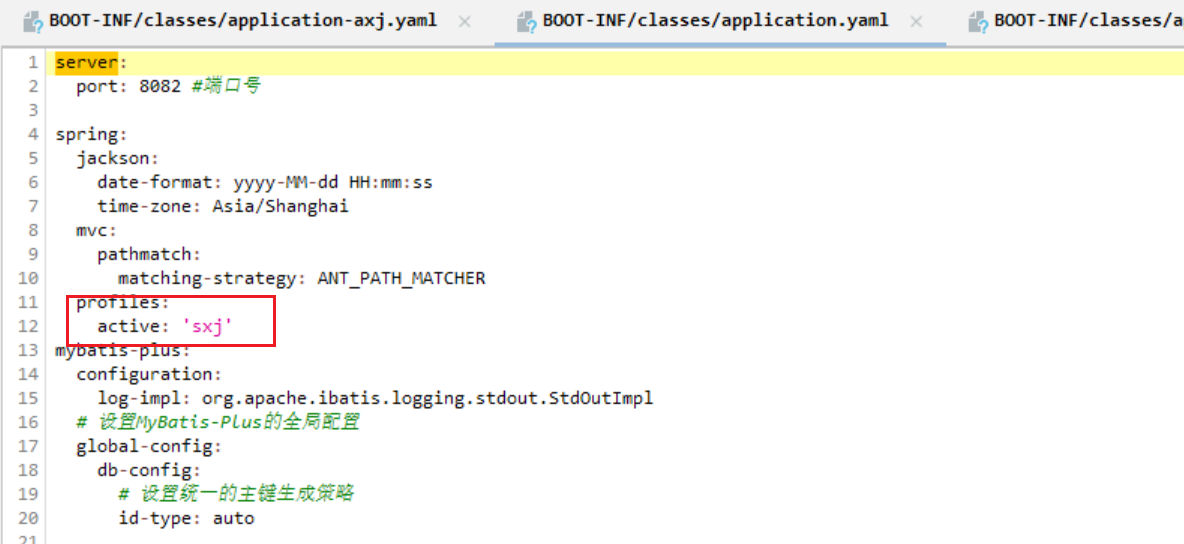 BOOT-INF/classes/application-axj.yaml × BOOT-INF/classes/application.yaml × BOOT-INF/classes/a
1 server:
2 port: 8082 #端口号
3
4 spring:
5 jackson:
6 date-format: yyyy-MM-dd HH:mm:ss
7 time-zone: Asia/Shanghai
8 mvc:
9 pathmatch:
10 matching-strategy: ANT_PATH_MATCHER
11 profiles:
12 active: 'sxj'
13 mybatis-plus:
14 configuration:
15 log-impl: org.apache.ibatis.logging.stdout.StdOutImpl
16 # 设置MyBatis-Plus的全局配置
17 global-config:
18 db-config:
19 # 设置统一的主键生成策略
20 id-type: auto
21